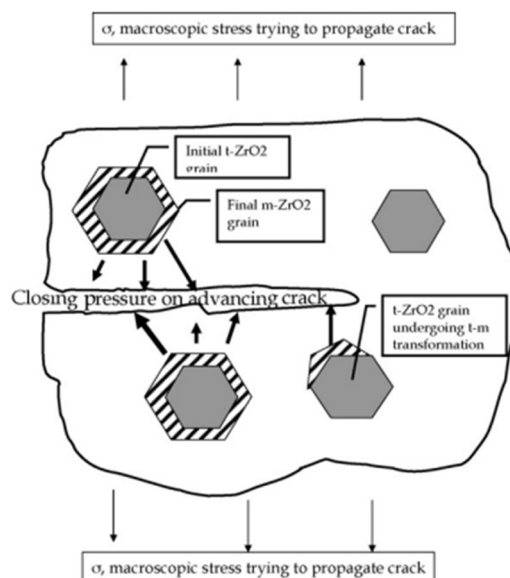 σ, macroscopic stress trying to propagate crack
Initial t-ZrO2
grain
Final m-ZrO2
grain
Closing pressure on advancing crack
t-ZrO2 grain
undergoing t-m
transformation
σ, macroscopic stress trying to propagate crack